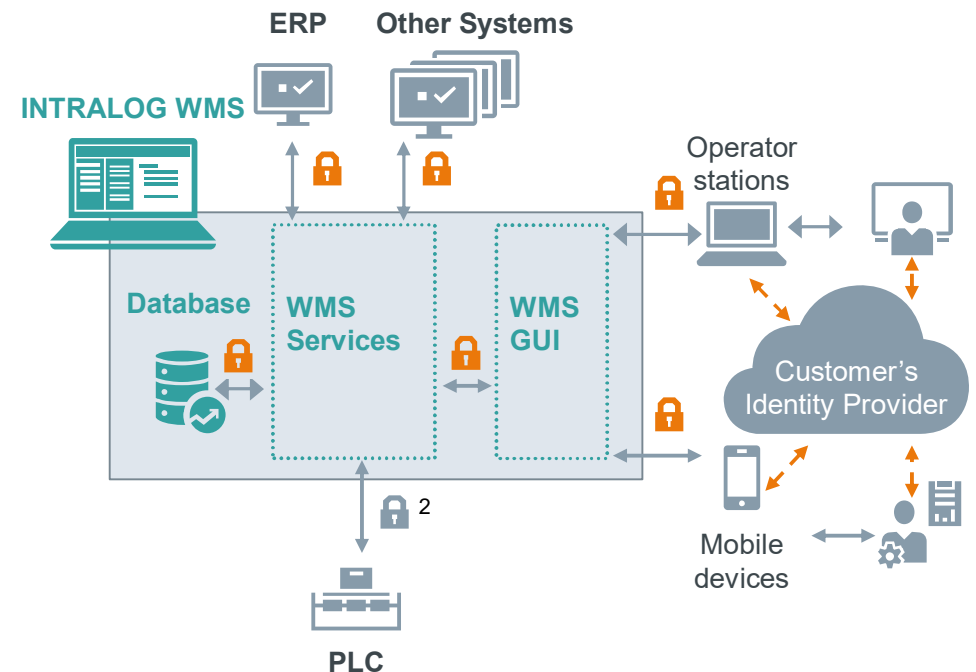 ERP
Other Systems
INTRALOG WMS
Operator
stations
Database
WMS
Services
WMS
GUI
Customer’s
Identity Provider
2
Mobile
devices
PLC